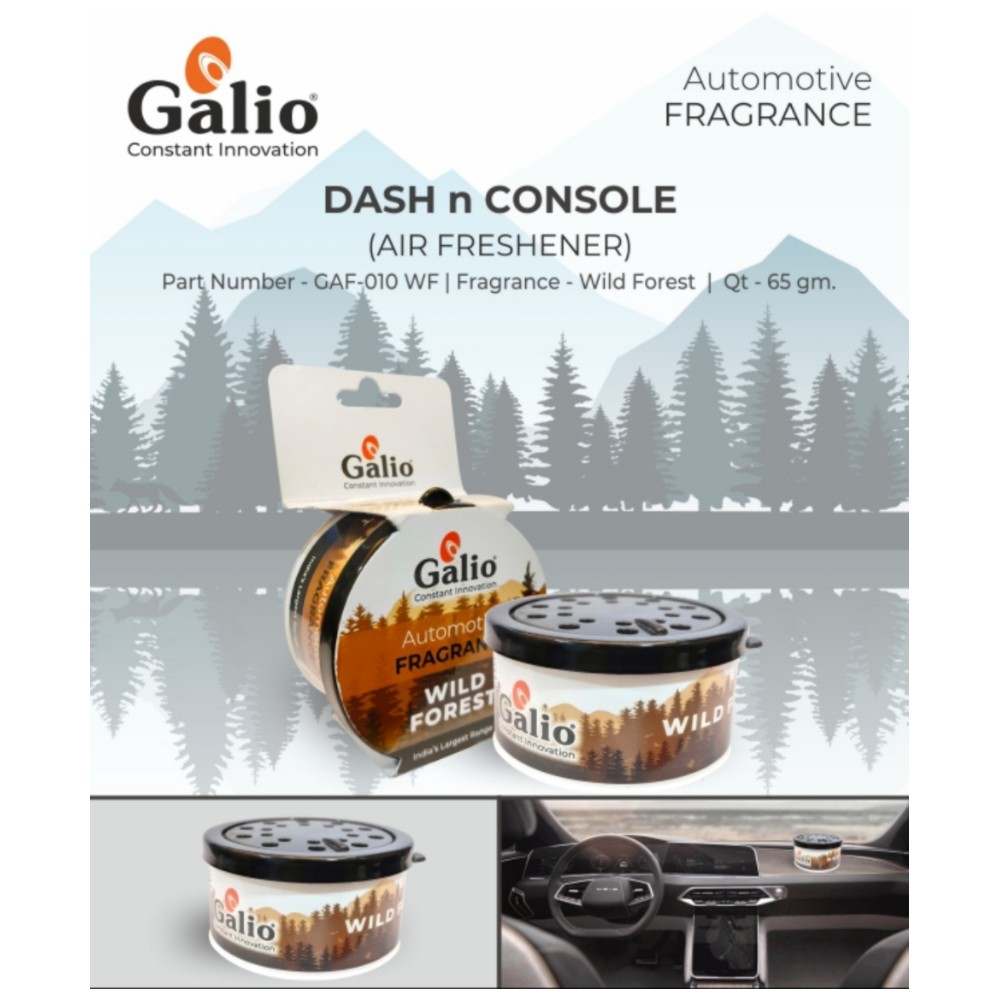 Galio®
Constant Innovation
Automotive
FRAGRANCE
DASH n CONSOLE
(AIR FRESHENER)
Part Number - GAF-010 WF | Fragrance - Wild Forest | Qt - 65 gm.
Galio
Constant Innovation
Galio
Constant Innovation
FRAGRAN
WILD
FOREST
India's Largest Range
Galio
Constant Innovation
WILD
Galio
Constant Innovation
WILD